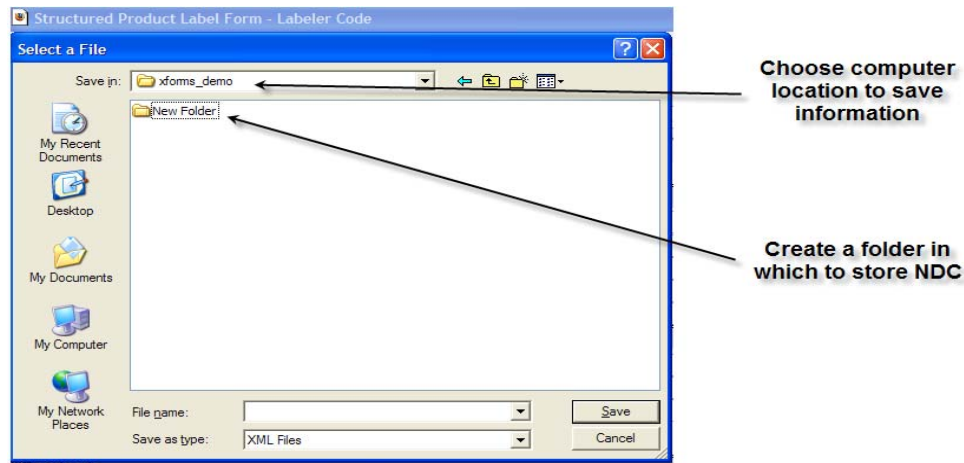 Structured Product Label Form - Labeler Code
Select a File
Save in:
xforms_demo
New Folder
My Recent
Documents
Desktop
My Documents
My Computer
My Network
Places
File name:
Save as type:
XML Files
Save
Cancel
Choose computer
location to save
information
Create a folder in
which to store NDC